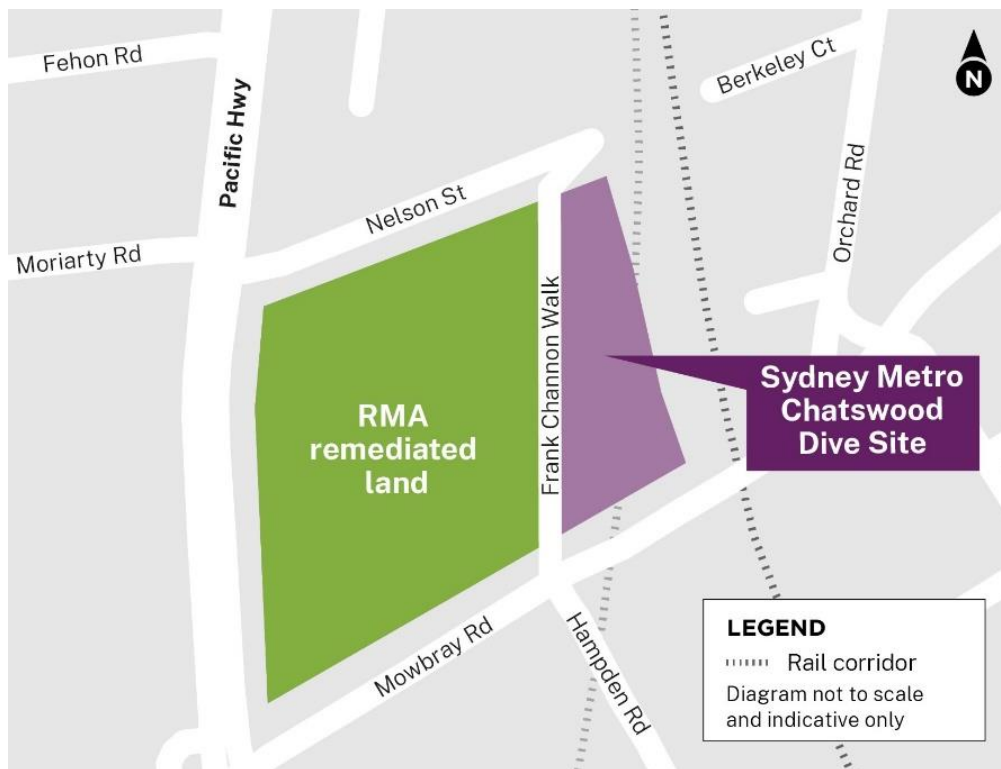 Fehon Rd
Pacific Hwy
Berkeley Ct
N
Nelson St
Orchard Rd
Moriarty Rd
Frank Channon Walk
Sydney Metro
Chatswood
Dive Site
RMA
remediated
land
Mowbray Rd
Hampden Rd
LEGEND
Rail corridor
Diagram not to scale
and indicative only